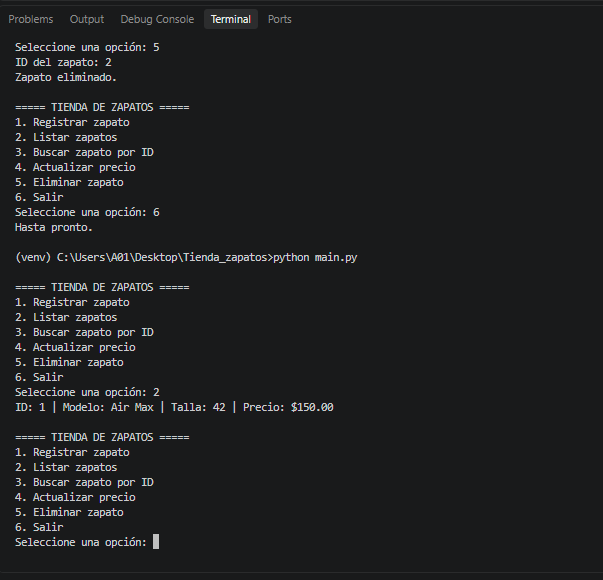 Problems Output Debug Console Terminal Ports
Seleccione una opción: 5
ID del zapato: 2
Zapato eliminado.
===== TIENDA DE ZAPATOS =====
1. Registrar zapato
2. Listar zapatos
3. Buscar zapato por ID
4. Actualizar precio
5. Eliminar zapato
6. Salir
Seleccione una opción: 6
Hasta pronto.
(venv) C:\Users\A01\Desktop\Tienda_zapatos>python main.py
===== TIENDA DE ZAPATOS =====
1. Registrar zapato
2. Listar zapatos
3. Buscar zapato por ID
4. Actualizar precio
5. Eliminar zapato
6. Salir
Seleccione una opción: 2
ID: 1 | Modelo: Air Max | Talla: 42 | Precio: $150.00
===== TIENDA DE ZAPATOS =====
1. Registrar zapato
2. Listar zapatos
3. Buscar zapato por ID
4. Actualizar precio
5. Eliminar zapato
6. Salir
Seleccione una opción: